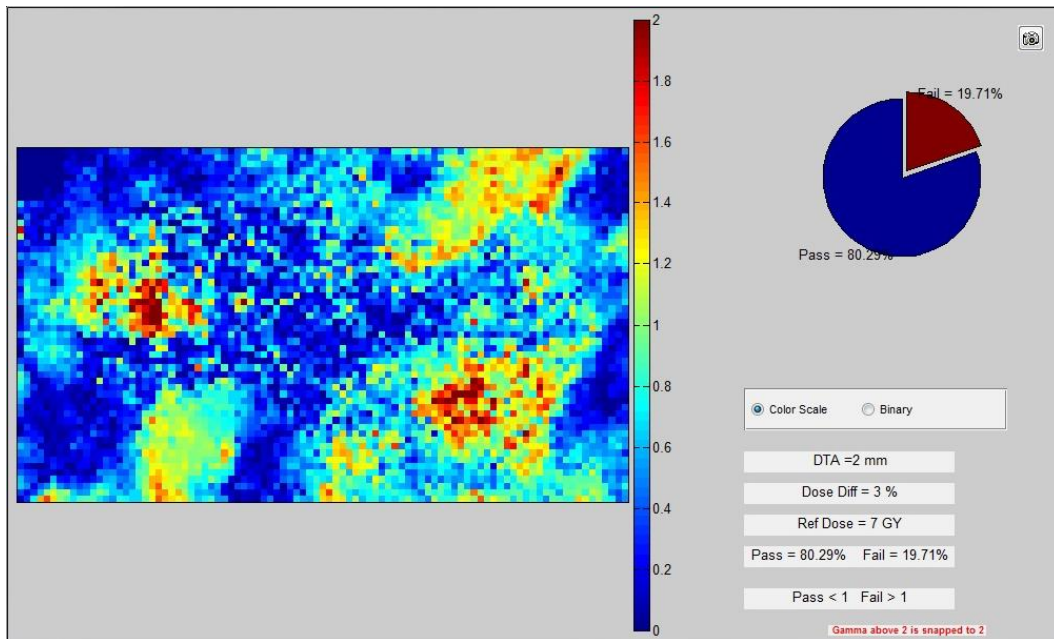 2
1.8
1.6
1.4
1.2
1
0.8
0.6
0.4
0.2
0
Fail = 19.71%
Pass = 80.29%
Color Scale Binary
DTA =2 mm
Dose Diff = 3 %
Ref Dose = 7 GY
Pass = 80.29% Fail = 19.71%
Pass < 1 Fail > 1
Gamma above 2 is snapped to 2